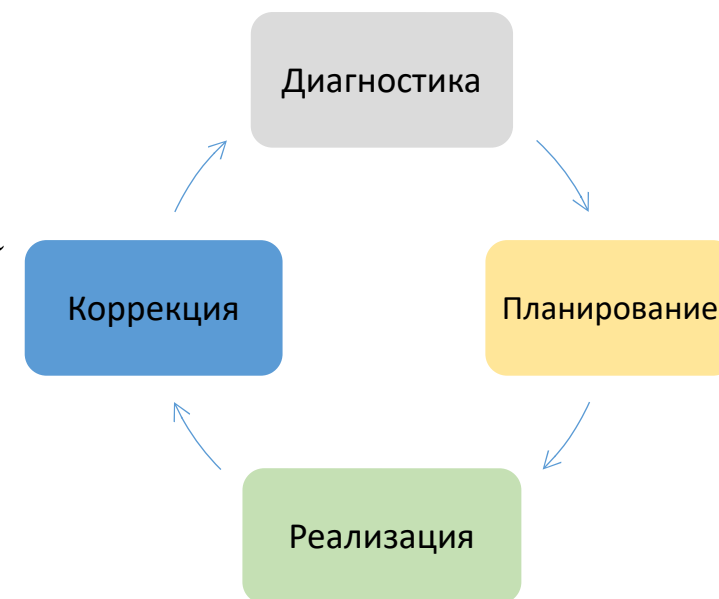 Диагностика
Коррекция
Планирование
Реализация